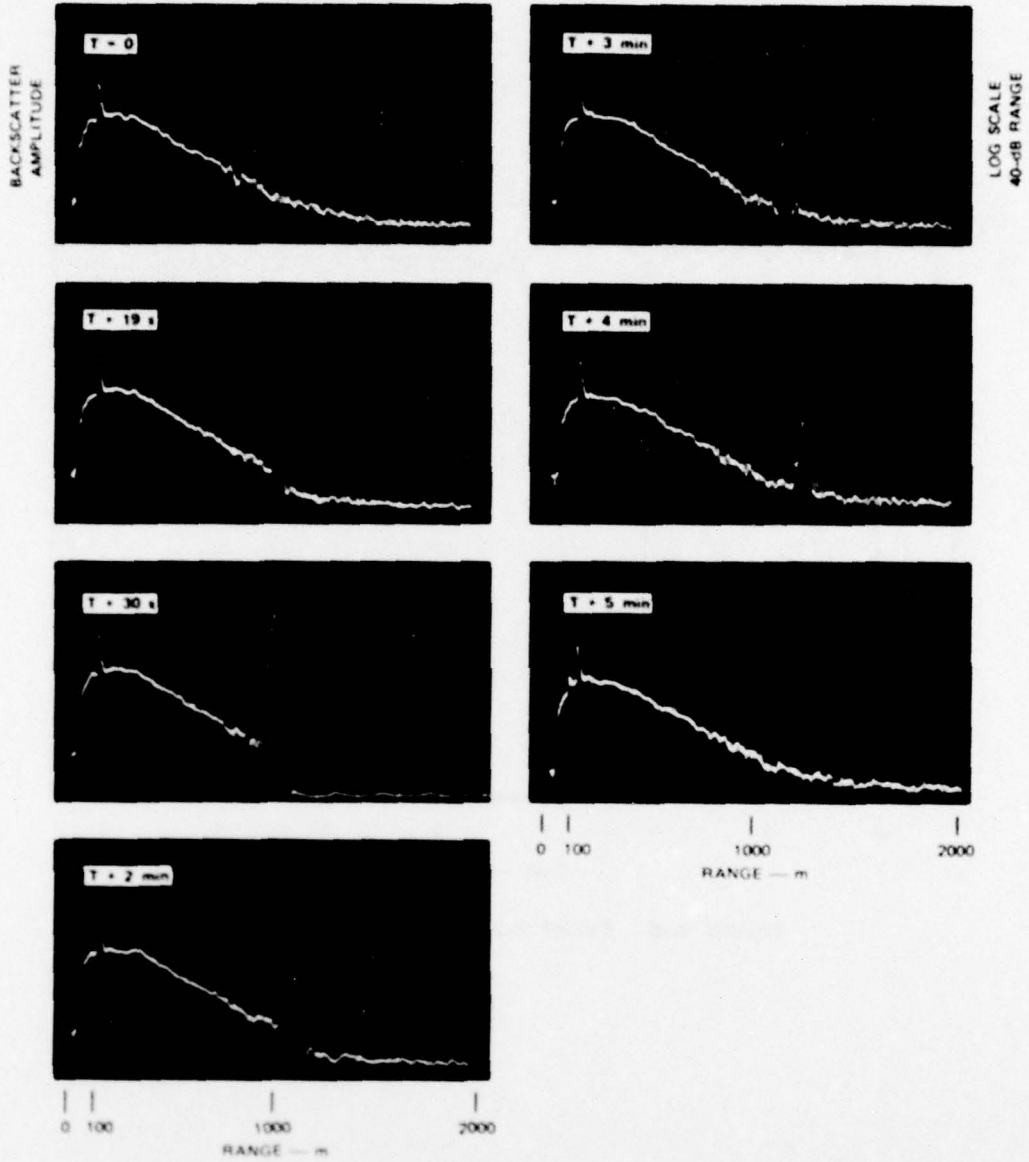 BACKSCATTER
AMPLITUDE
T - 0
T + 19 s
T + 30 s
T + 2 min
0 100 1000 2000
RANGE — m
T + 3 min
T + 4 min
T + 5 min
0 100 1000 2000
RANGE — m
LOG SCALE
40-dB RANGE